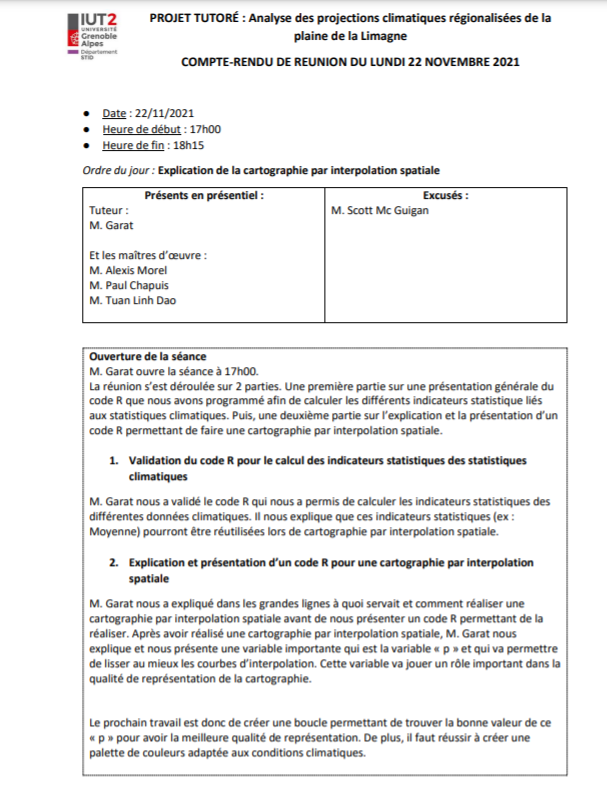 IUT2
UNIVERSITÉ
Grenoble
Alpes
Département
STID
PROJET TUTORÉ : Analyse des projections climatiques régionalisées de la
plaine de la Limagne
COMPTE-RENDU DE REUNION DU LUNDI 22 NOVEMBRE 2021
● Date : 22/11/2021
● Heure de début : 17h00
● Heure de fin : 18h15
Ordre du jour : Explication de la cartographie par interpolation spatiale
Présents en présentiel :
Tuteur :
M. Garat
Et les maîtres d'œuvre :
M. Alexis Morel
M. Paul Chapuis
M. Tuan Linh Dao
Excusés :
M. Scott Mc Guigan
Ouverture de la séance
M. Garat ouvre la séance à 17h00.
La réunion s'est déroulée sur 2 parties. Une première partie sur une présentation générale du
code R que nous avons programmé afin de calculer les différents indicateurs statistique liés
aux statistiques climatiques. Puis, une deuxième partie sur l'explication et la présentation d'un
code R permettant de faire une cartographie par interpolation spatiale.
1. Validation du code R pour le calcul des indicateurs statistiques des statistiques
climatiques
M. Garat nous a validé le code R qui nous a permis de calculer les indicateurs statistiques des
différentes données climatiques. Il nous explique que ces indicateurs statistiques (ex :
Moyenne) pourront être réutilisées lors de cartographie par interpolation spatiale.
2. Explication et présentation d'un code R pour une cartographie par interpolation
spatiale
M. Garat nous a expliqué dans les grandes lignes à quoi servait et comment réaliser une
cartographie par interpolation spatiale avant de nous présenter un code R permettant de la
réaliser. Après avoir réalisé une cartographie par interpolation spatiale, M. Garat nous
explique et nous présente une variable importante qui est la variable « p » et qui va permettre
de lisser au mieux les courbes d'interpolation. Cette variable va jouer un rôle important dans la
qualité de représentation de la cartographie.
Le prochain travail est donc de créer une boucle permettant de trouver la bonne valeur de ce
« p » pour avoir la meilleure qualité de représentation. De plus, il faut réussir à créer une
palette de couleurs adaptée aux conditions climatiques.